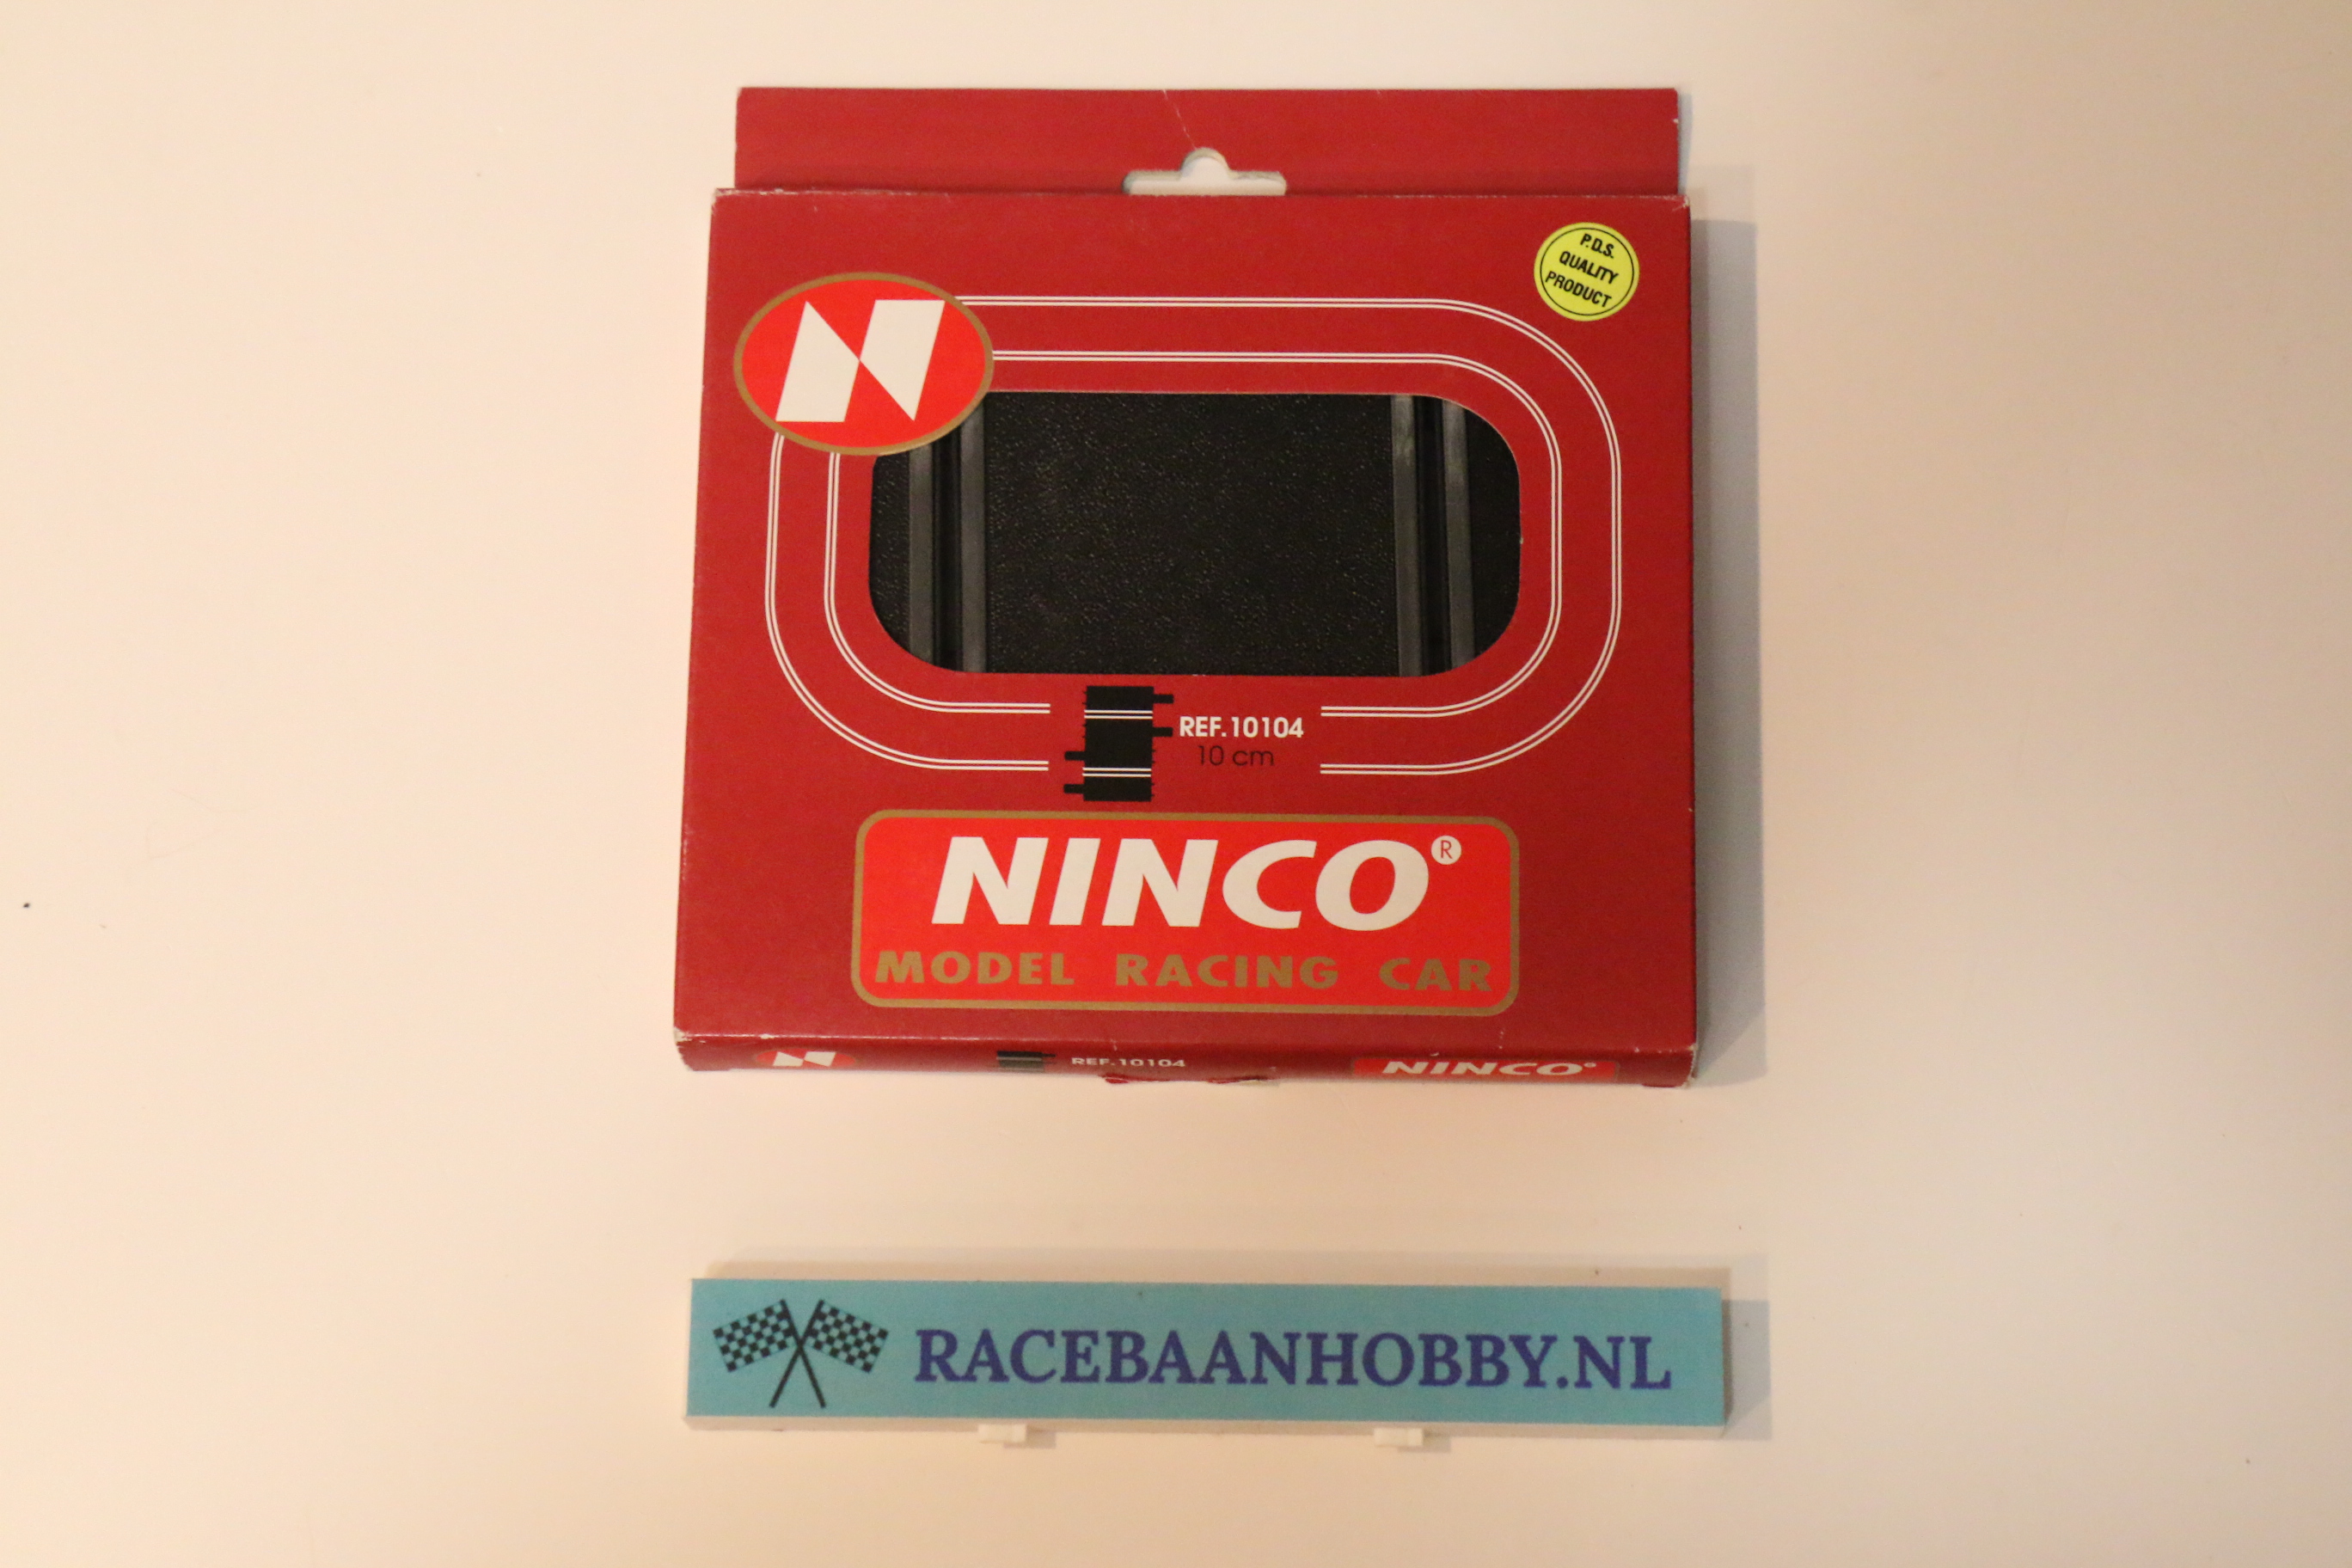 P.D.S.
QUALITY
PRODUCT
REF.10104
10 cm
NINCO®
MODEL RACING CAR
REF.10104
NINCO®
RACEBAANHOBBY.NL